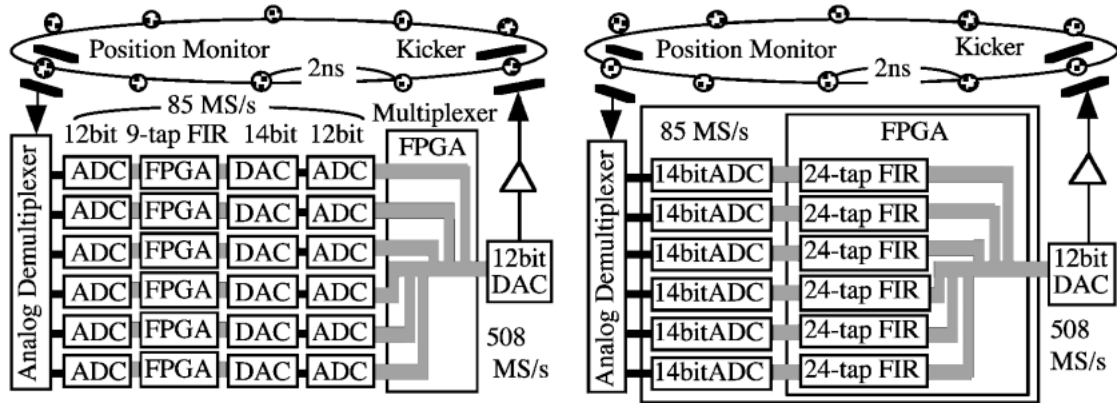 Position Monitor
Kicker
2ns
85 MS/s
Multiplexer
12bit 9-tap FIR 14bit 12bit
FPGA
Analog Demultiplexer
ADC FPGA DAC ADC
ADC FPGA DAC ADC
ADC FPGA DAC ADC
ADC FPGA DAC ADC
ADC FPGA DAC ADC
ADC FPGA DAC ADC
12bit
DAC
508
MS/s
Position Monitor
Kicker
2ns
85 MS/s
FPGA
Analog Demultiplexer
14bitADC 24-tap FIR
14bitADC 24-tap FIR
14bitADC 24-tap FIR
14bitADC 24-tap FIR
14bitADC 24-tap FIR
14bitADC 24-tap FIR
12bit
DAC
508
MS/s